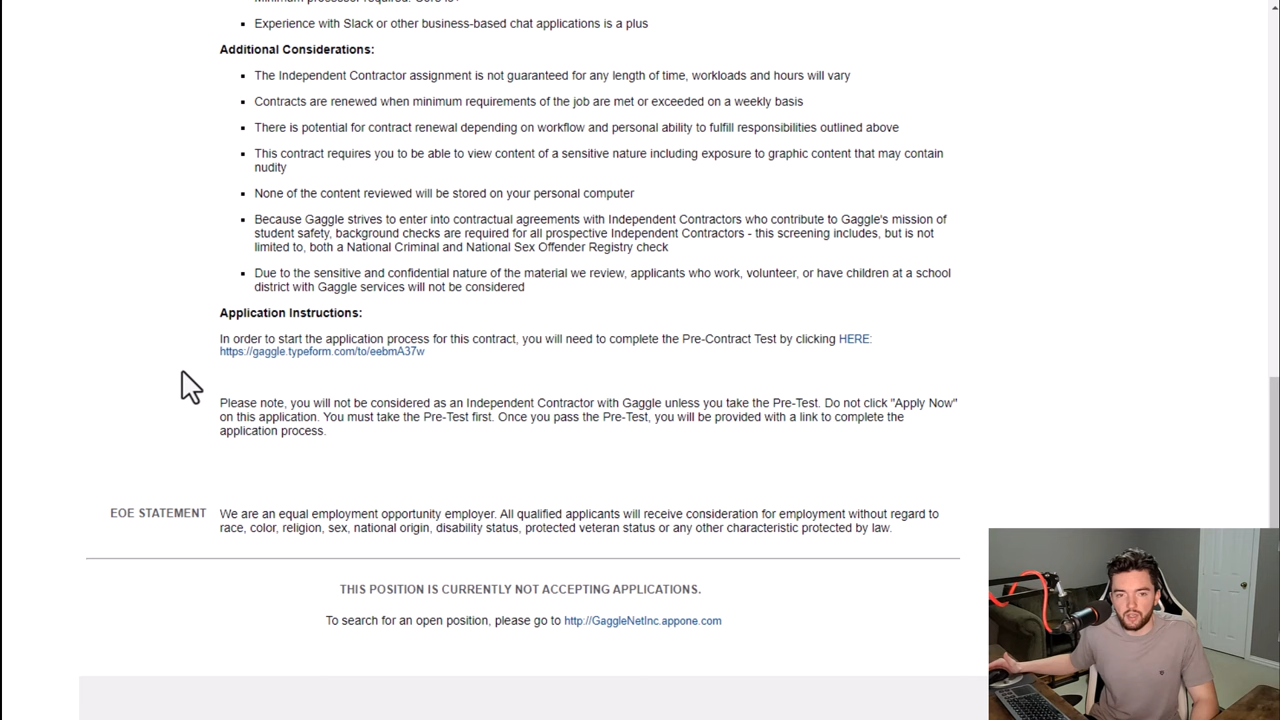 Experience with Slack or other business-based chat applications is a plus
Additional Considerations:
The Independent Contractor assignment is not guaranteed for any length of time, workloads and hours will vary
Contracts are renewed when minimum requirements of the job are met or exceeded on a weekly basis
There is potential for contract renewal depending on workflow and personal ability to fulfill responsibilities outlined above
This contract requires you to be able to view content of a sensitive nature including exposure to graphic content that may contain
nudity
None of the content reviewed will be stored on your personal computer
Because Gaggle strives to enter into contractual agreements with Independent Contractors who contribute to Gaggle's mission of
student safety, background checks are required for all prospective Independent Contractors - this screening includes, but is not
limited to, both a National Criminal and National Sex Offender Registry check
Due to the sensitive and confidential nature of the material we review, applicants who work, volunteer, or have children at a school
district with Gaggle services will not be considered
Application Instructions:
In order to start the application process for this contract, you will need to complete the Pre-Contract Test by clicking HERE:
https://gaggle.typeform.com/to/eebmA37w
Please note, you will not be considered as an Independent Contractor with Gaggle unless you take the Pre-Test. Do not click "Apply Now"
on this application. You must take the Pre-Test first. Once you pass the Pre-Test, you will be provided with a link to complete the
application process.
EOE STATEMENT
We are an equal employment opportunity employer. All qualified applicants will receive consideration for employment without regard to
race, color, religion, sex, national origin, disability status, protected veteran status or any other characteristic protected by law.
THIS POSITION IS CURRENTLY NOT ACCEPTING APPLICATIONS.
To search for an open position, please go to http://GaggleNetInc.appone.com